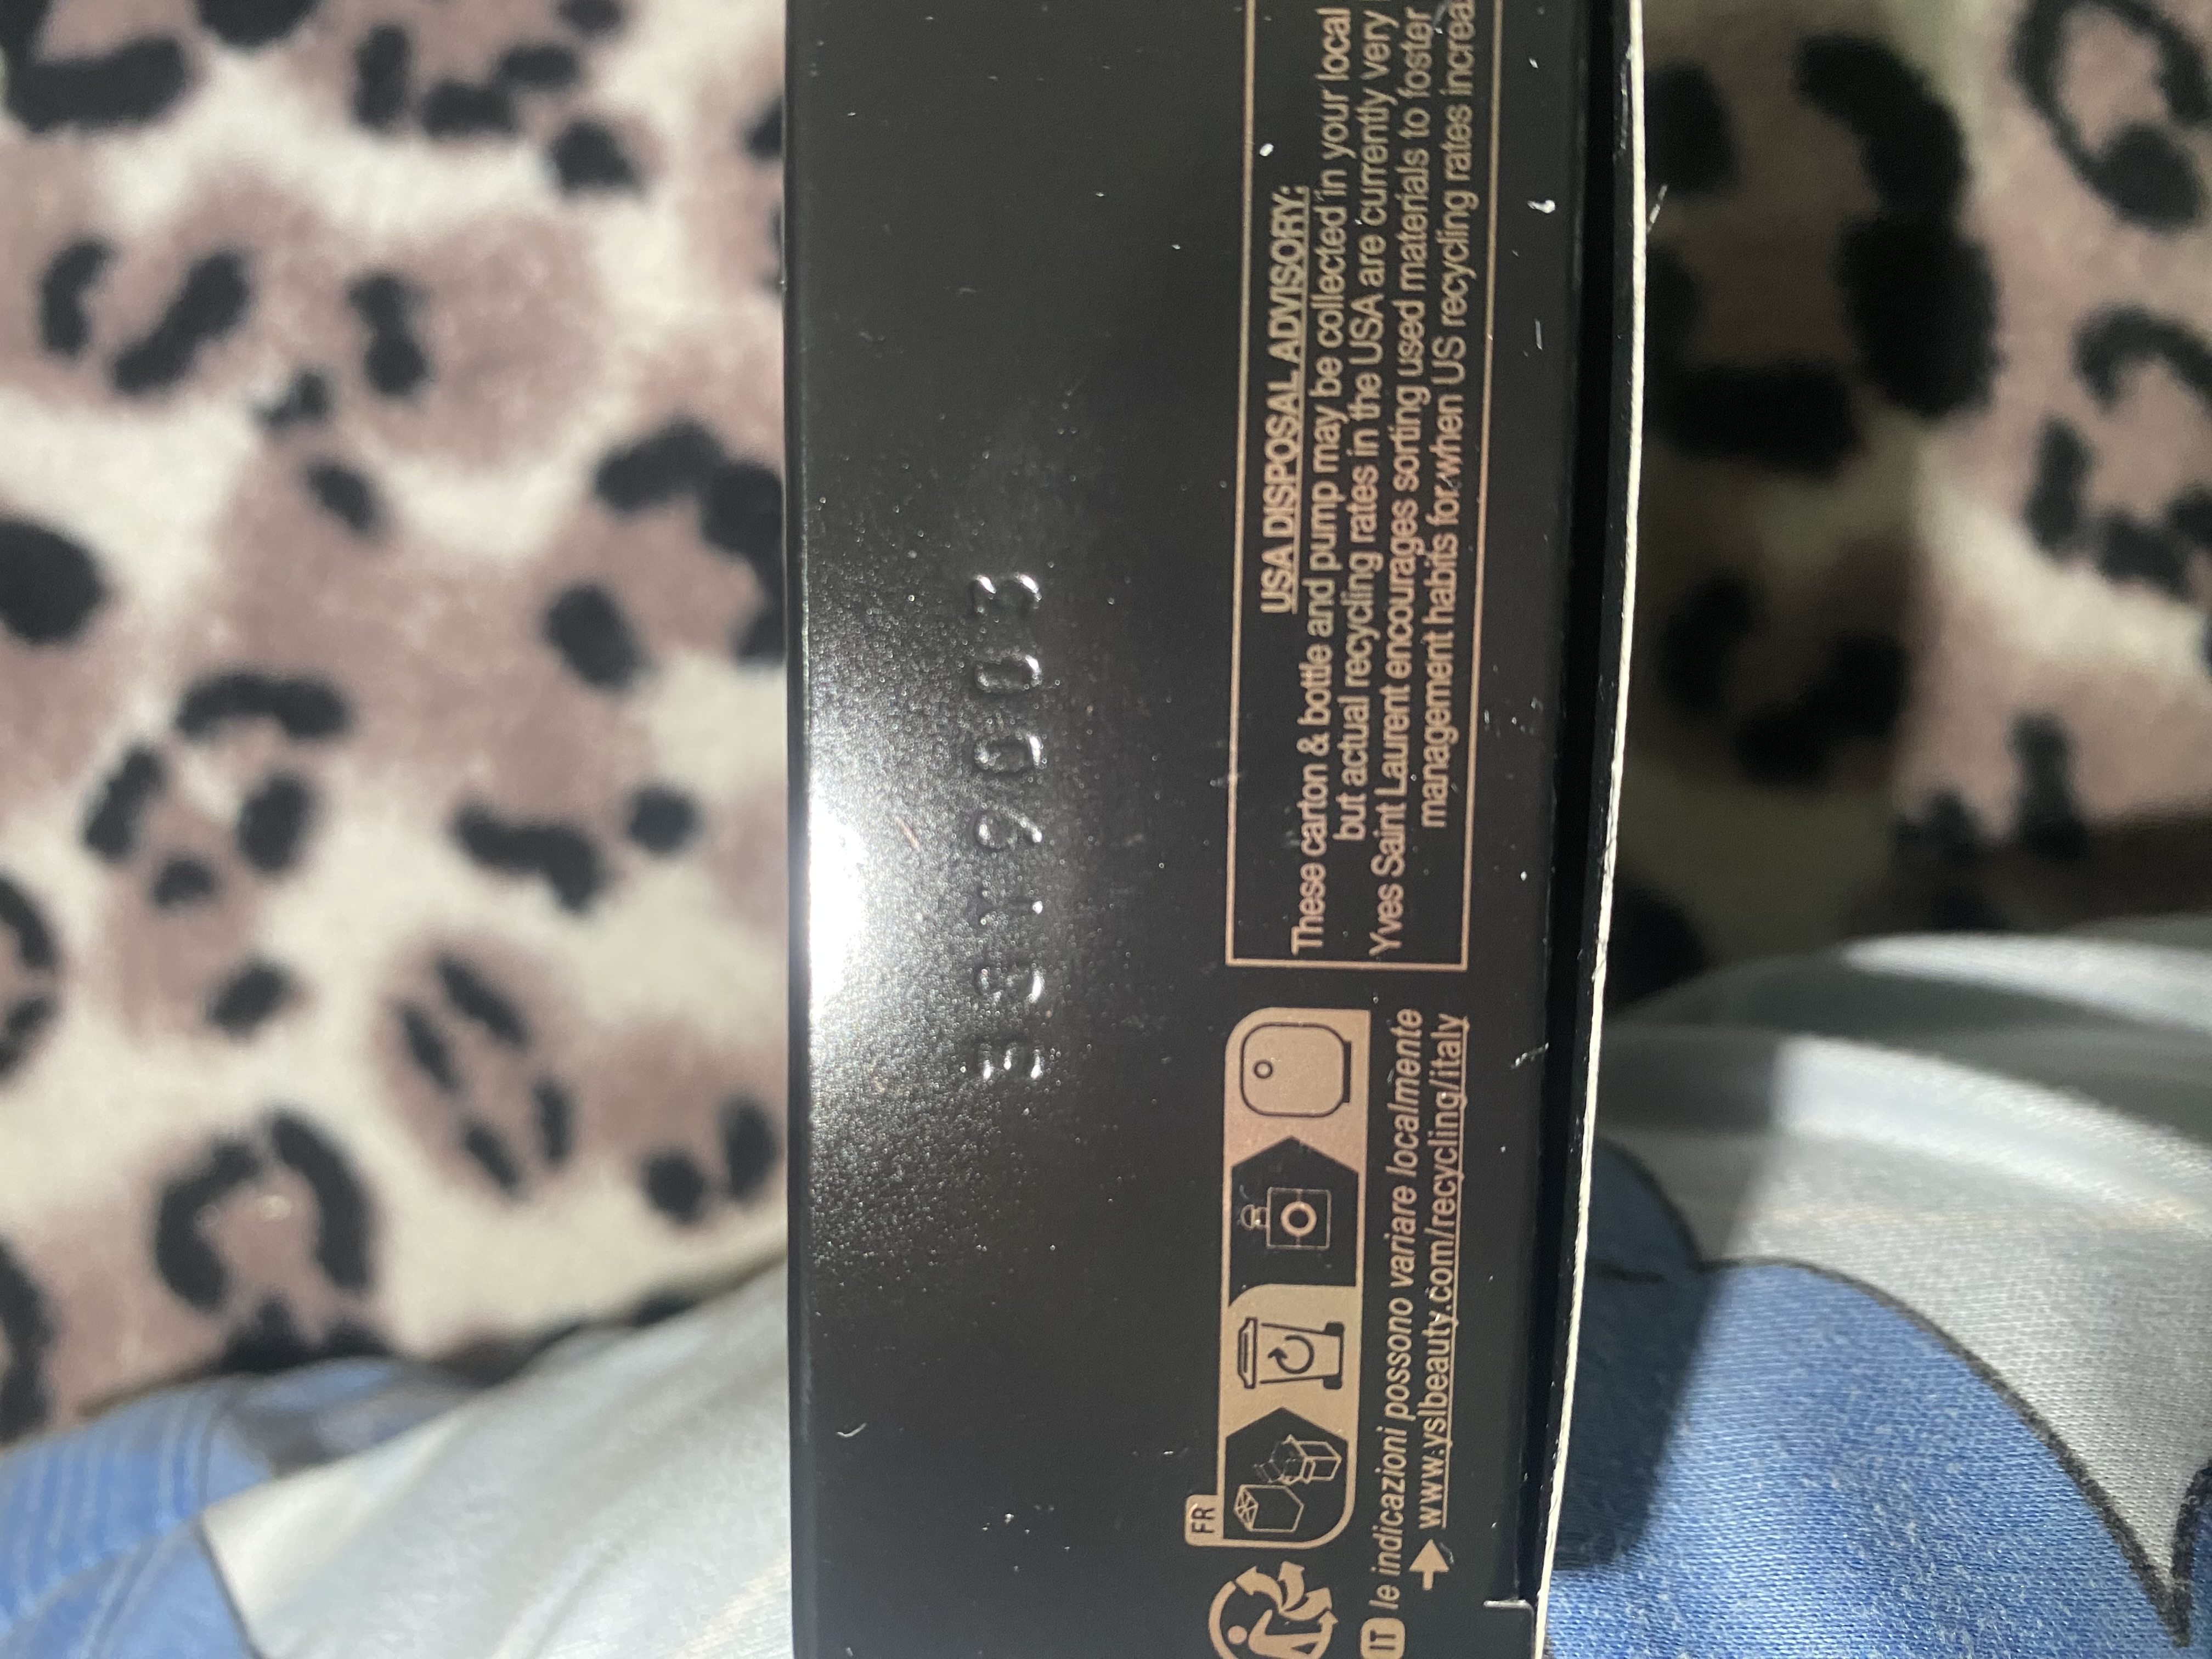 38Y900J
USA DISPOSAL ADVISORY:
These carton & bottle and pump may be collected in your local
but actual recycling rates in the USA are currently very
Yves Saint Laurent encourages sorting used materials to foster
management habits for when US recycling rates increa
FR
IT le indicazioni possono variare localmente
www.yslbeauty.com/recycling/italy